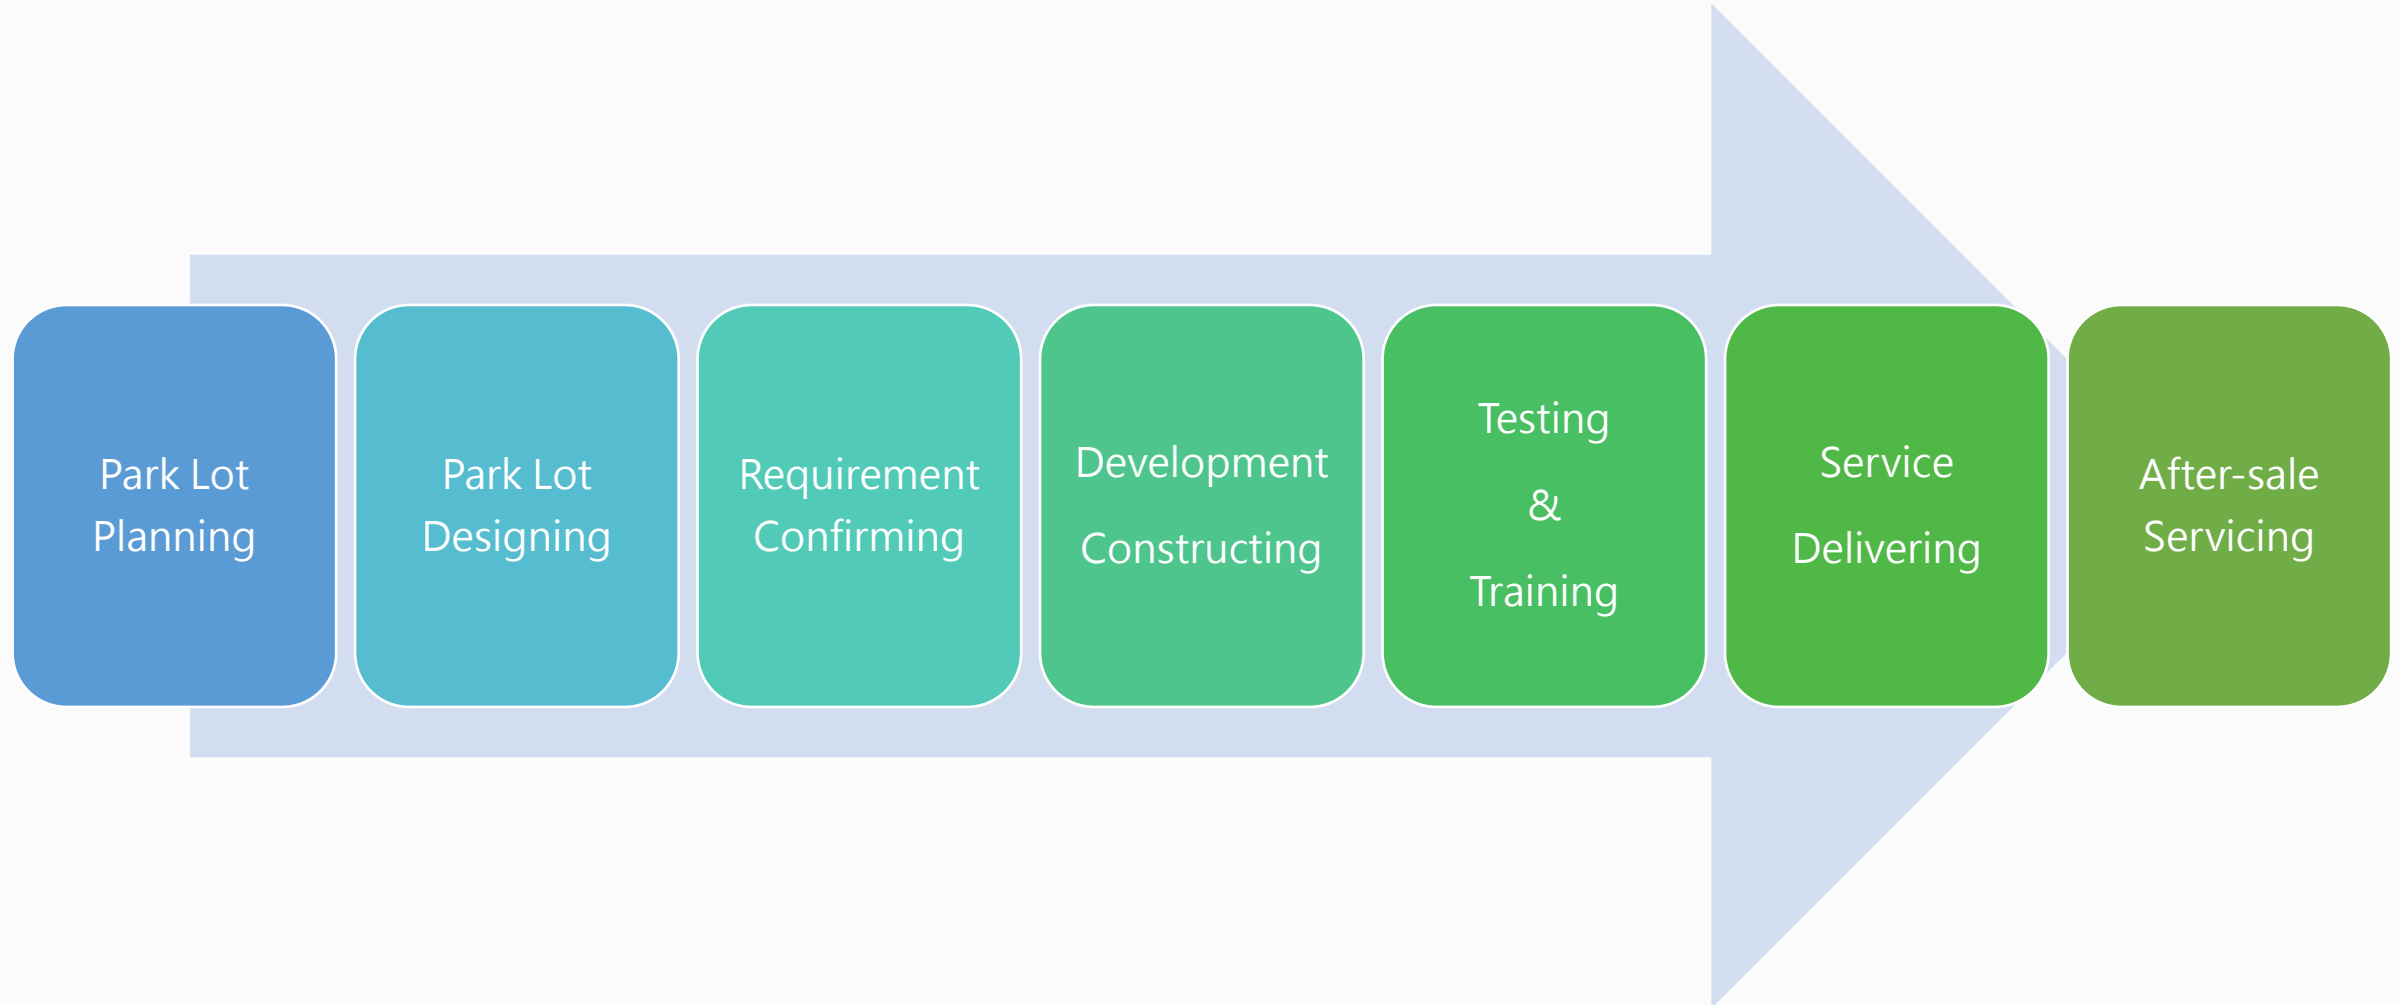 Park Lot
Planning
Park Lot
Designing
Requirement
Confirming
Development
Constructing
Testing
&
Training
Service
Delivering
After-sale
Servicing